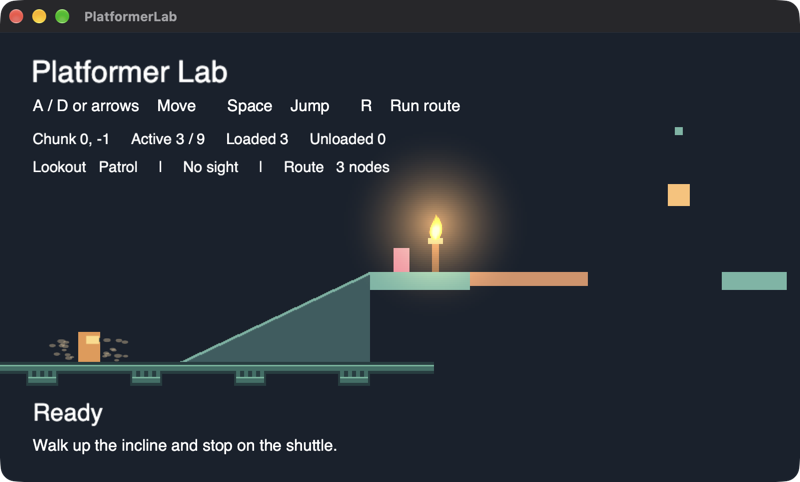 PlatformerLab
Platformer Lab
A / D or arrows Move Space Jump R Run route
Chunk 0, -1 Active 3 / 9 Loaded 3 Unloaded 0
Lookout Patrol | No sight | Route 3 nodes
Ready
Walk up the incline and stop on the shuttle.